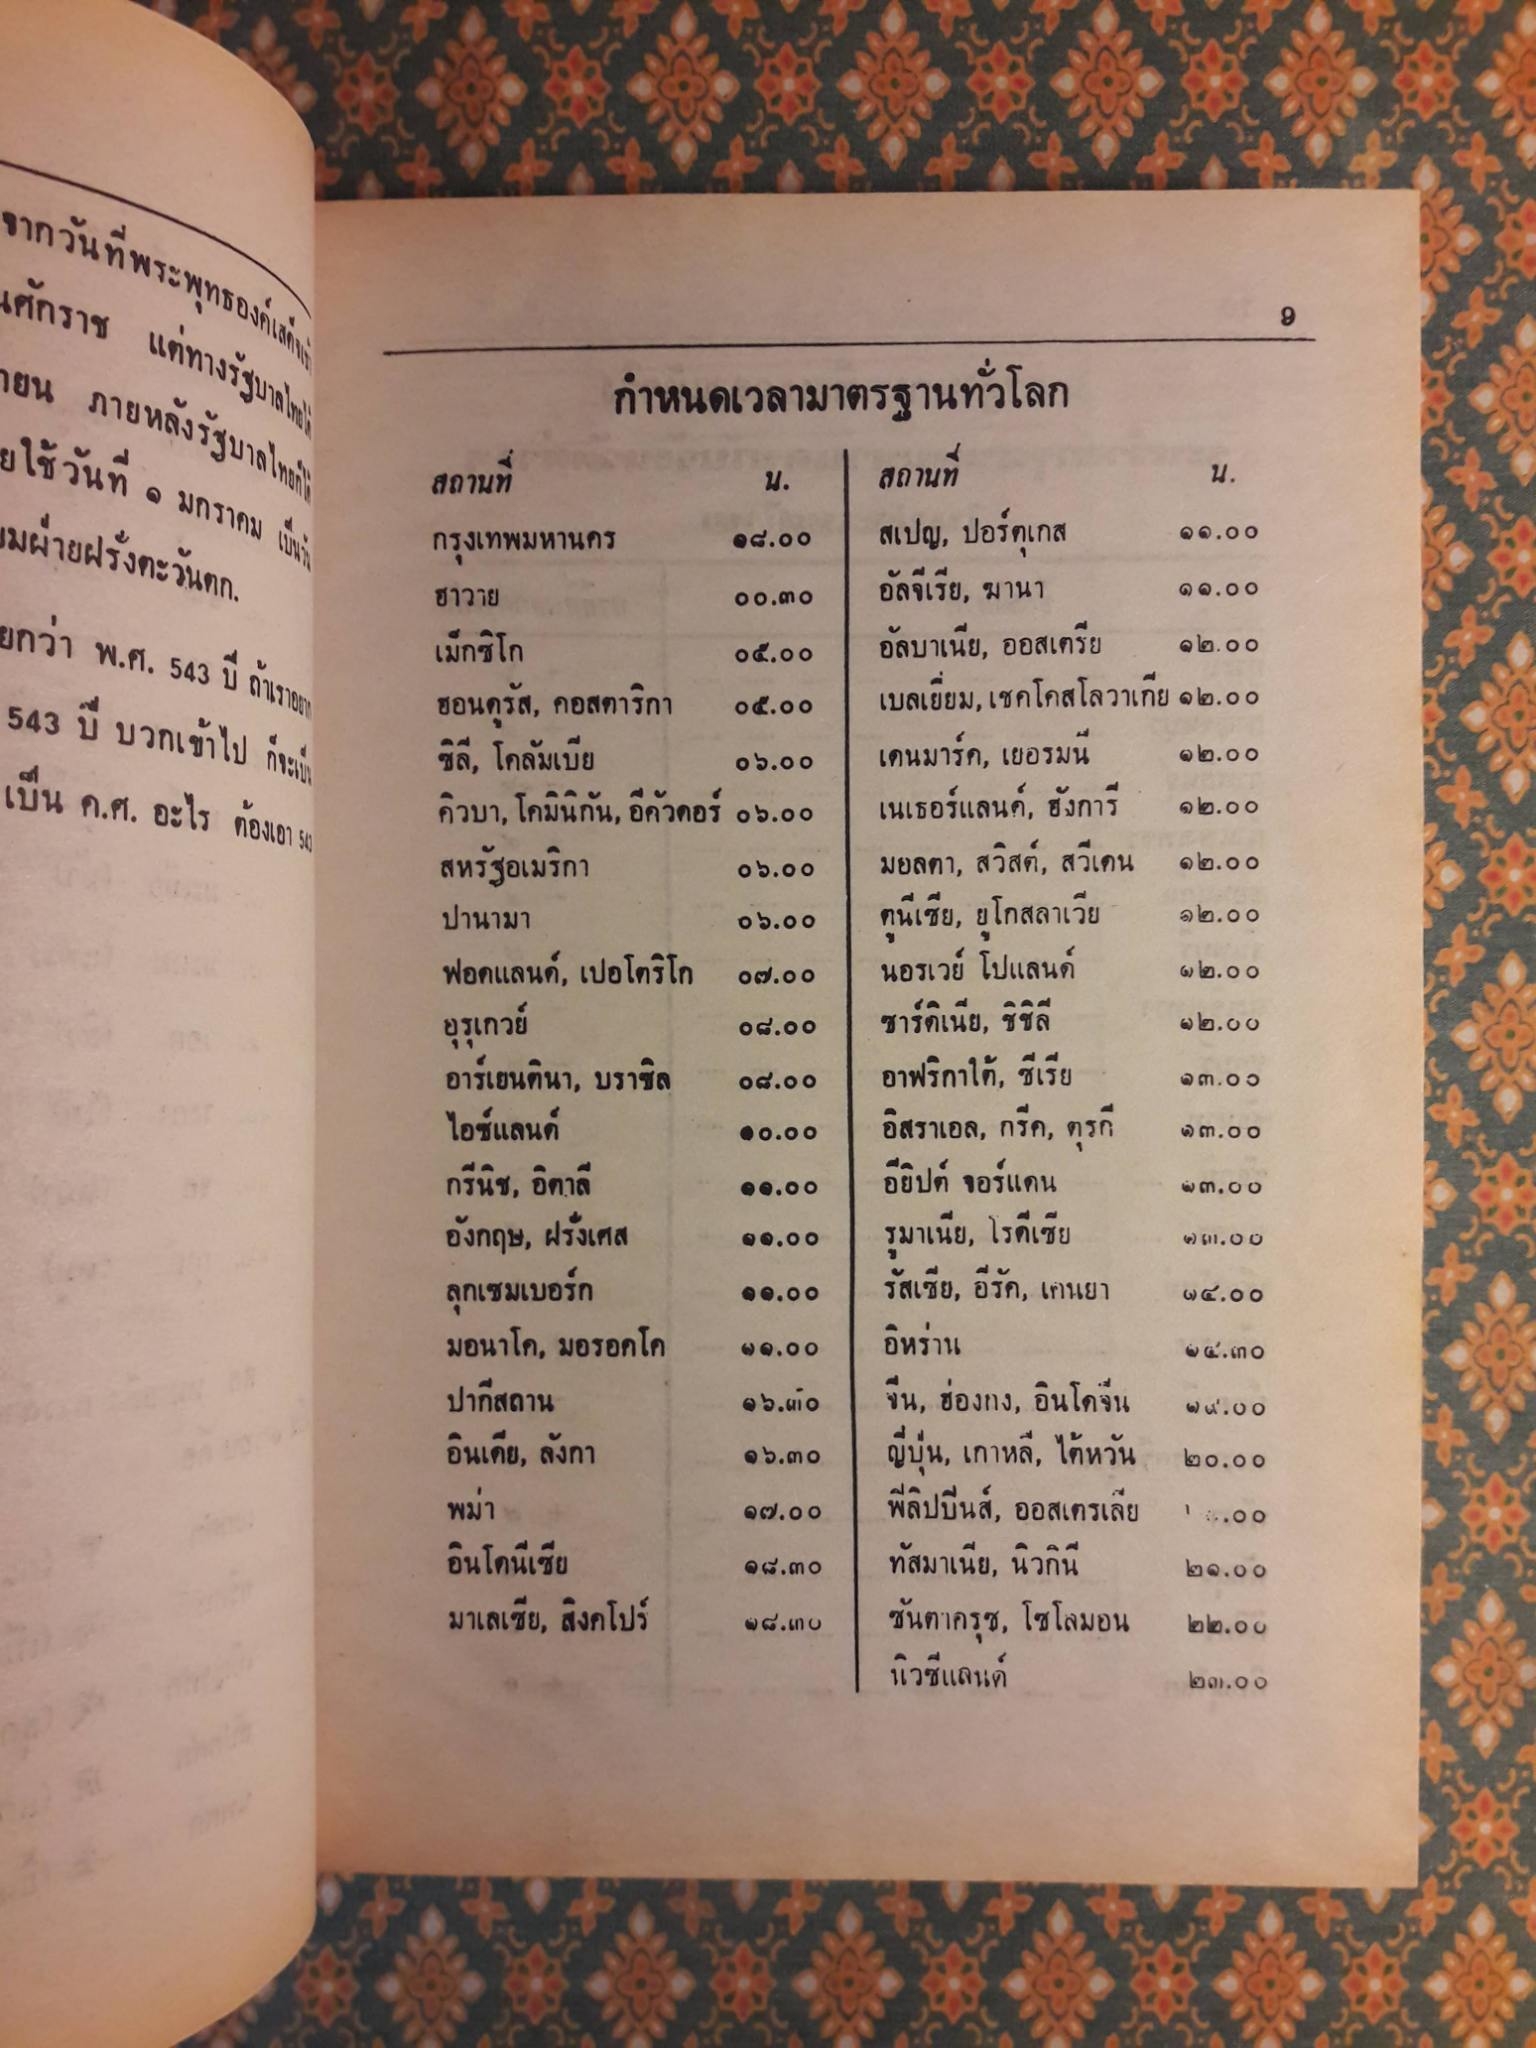 จากวันที่พระพุทธองค์เสด็จเข้า
นศักราช แต่ทางรัฐบาลไทยได้
ายน ภายหลังรัฐบาลไทยก็ได้
ยใช้วันที่ ๑ มกราคม เป็นวัน
ยมฝ่ายฝรั่งตะวันตก.
ยกว่า พ.ศ. 543 ปี ถ้าเราอยาก
543 ปี บวกเข้าไป ก็จะเป็น
เป็น ค.ศ. อะไร ต้องเอา 543
9
กำหนดเวลามาตรฐานทั่วโลก
สถานที่ น.
กรุงเทพมหานคร ๑๘.๐๐
ฮาวาย ๐๐.๓๐
เม็กซิโก ๐๕.๐๐
ฮอนดูรัส, คอสตาริกา ๐๕.๐๐
ซิลี, โคลัมเบีย ๐๖.๐๐
คิวบา, โดมินิกัน, อีคัวดอร์ ๐๖.๐๐
สหรัฐอเมริกา ๐๖.๐๐
ปานามา ๐๖.๐๐
ฟอคแลนด์, เปอโตริโก ๐๗.๐๐
อุรุเกวย์ ๐๘.๐๐
อาร์เยนตินา, บราซิล ๐๘.๐๐
ไอซ์แลนด์ ๑๐.๐๐
กรีนิช, อิตาลี ๑๑.๐๐
อังกฤษ, ฝรั่งเศส ๑๑.๐๐
ลุกเซมเบอร์ก ๑๑.๐๐
มอนาโค, มอรอคโค ๑๑.๐๐
ปากีสถาน ๑๖.๓๐
อินเดีย, ลังกา ๑๖.๓๐
พม่า ๑๗.๐๐
อินโดนีเซีย ๑๘.๓๐
มาเลเซีย, สิงคโปร์ ๑๘.๓๐
สถานที่ น.
สเปญ, ปอร์ตุเกส ๑๑.๐๐
อัลจีเรีย, ฆานา ๑๑.๐๐
อัลบาเนีย, ออสเตรีย ๑๒.๐๐
เบลเยี่ยม, เชคโคสโลวาเกีย ๑๒.๐๐
เดนมาร์ค, เยอรมนี ๑๒.๐๐
เนเธอร์แลนด์, ฮังการี ๑๒.๐๐
มอลตา, สวิสต์, สวีเดน ๑๒.๐๐
ตูนีเซีย, ยูโกสลาเวีย ๑๒.๐๐
นอรเวย์ โปแลนด์ ๑๒.๐๐
ซาร์ดิเนีย, ซิซิลี ๑๒.๐๐
อาฟริกาใต้, ซีเรีย ๑๓.๐๐
อิสราเอล, กรีค, ตุรกี ๑๓.๐๐
อียิปต์ จอร์แดน ๑๓.๐๐
รูมาเนีย, โรดีเซีย ๑๓.๐๐
รัสเซีย, อีรัค, เคนยา ๑๔.๐๐
อิหร่าน ๑๔.๓๐
จีน, ฮ่องกง, อินโดจีน ๑๙.๐๐
ญี่ปุ่น, เกาหลี, ไต้หวัน ๒๐.๐๐
ฟิลิปปีนส์, ออสเตรเลีย .๐๐
ทัสมาเนีย, นิวกินี ๒๑.๐๐
ซันตาครุซ, โซโลมอน ๒๒.๐๐
นิวซีแลนด์ ๒๓.๐๐